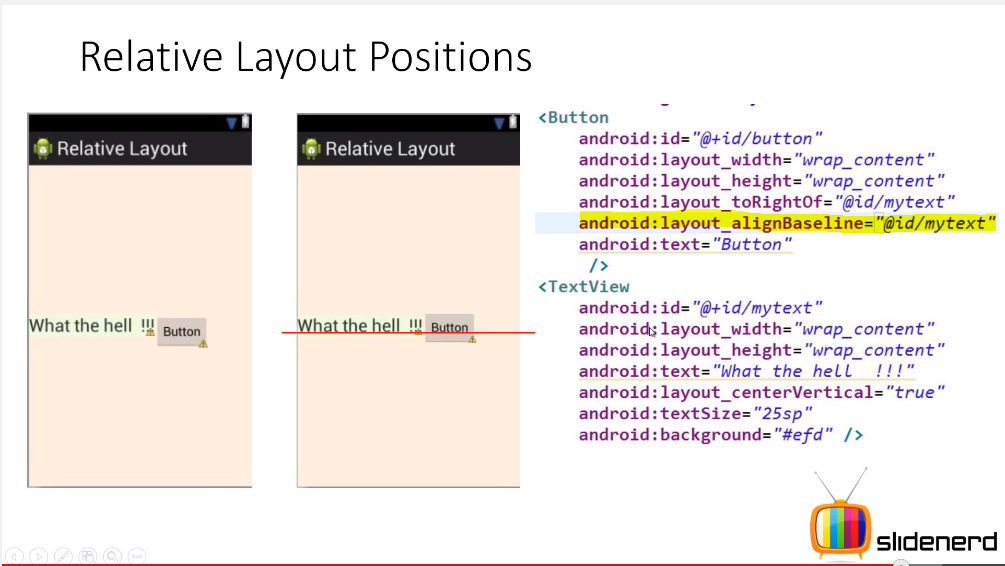 Relative Layout Positions
Relative Layout
What the hell !!!
Button
Relative Layout
What the hell !!!
Button
<Button
android:id="@+id/button"
android:layout_width="wrap_content"
android:layout_height="wrap_content"
android:layout_toRightOf="@id/mytext"
android:layout_alignBaseline="@id/mytext"
android:text="Button"
/>
<TextView
android:id="@+id/mytext"
android:layout_width="wrap_content"
android:layout_height="wrap_content"
android:text="What the hell  !!!"
android:layout_centerVertical="true"
android:textSize="25sp"
android:background="#efd" />
slidenerd